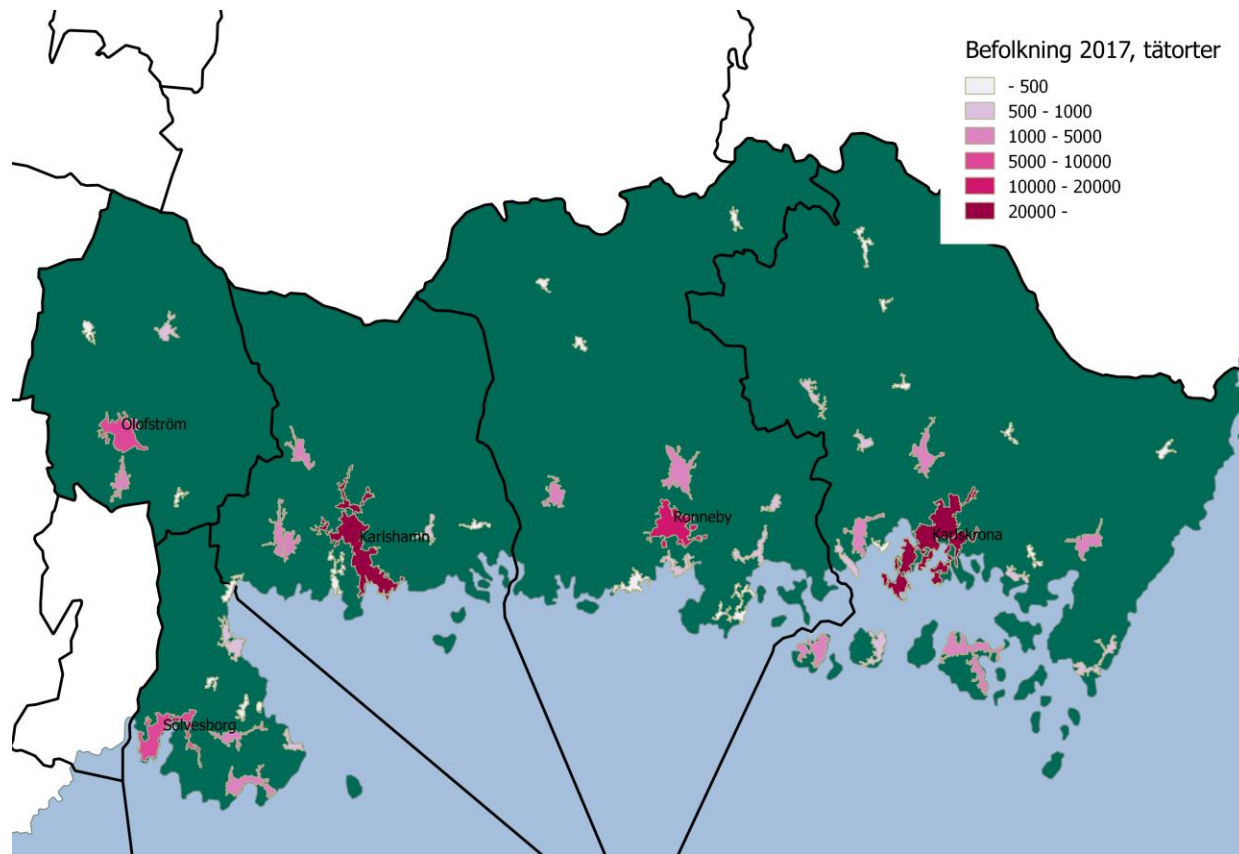 Befolkning 2017, tätorter
- 500
500 - 1000
1000 - 5000
5000 - 10000
10000 - 20000
20000 -
Olofström
Ronneby
Karlshamn
Karlskrona
Sölvesborg